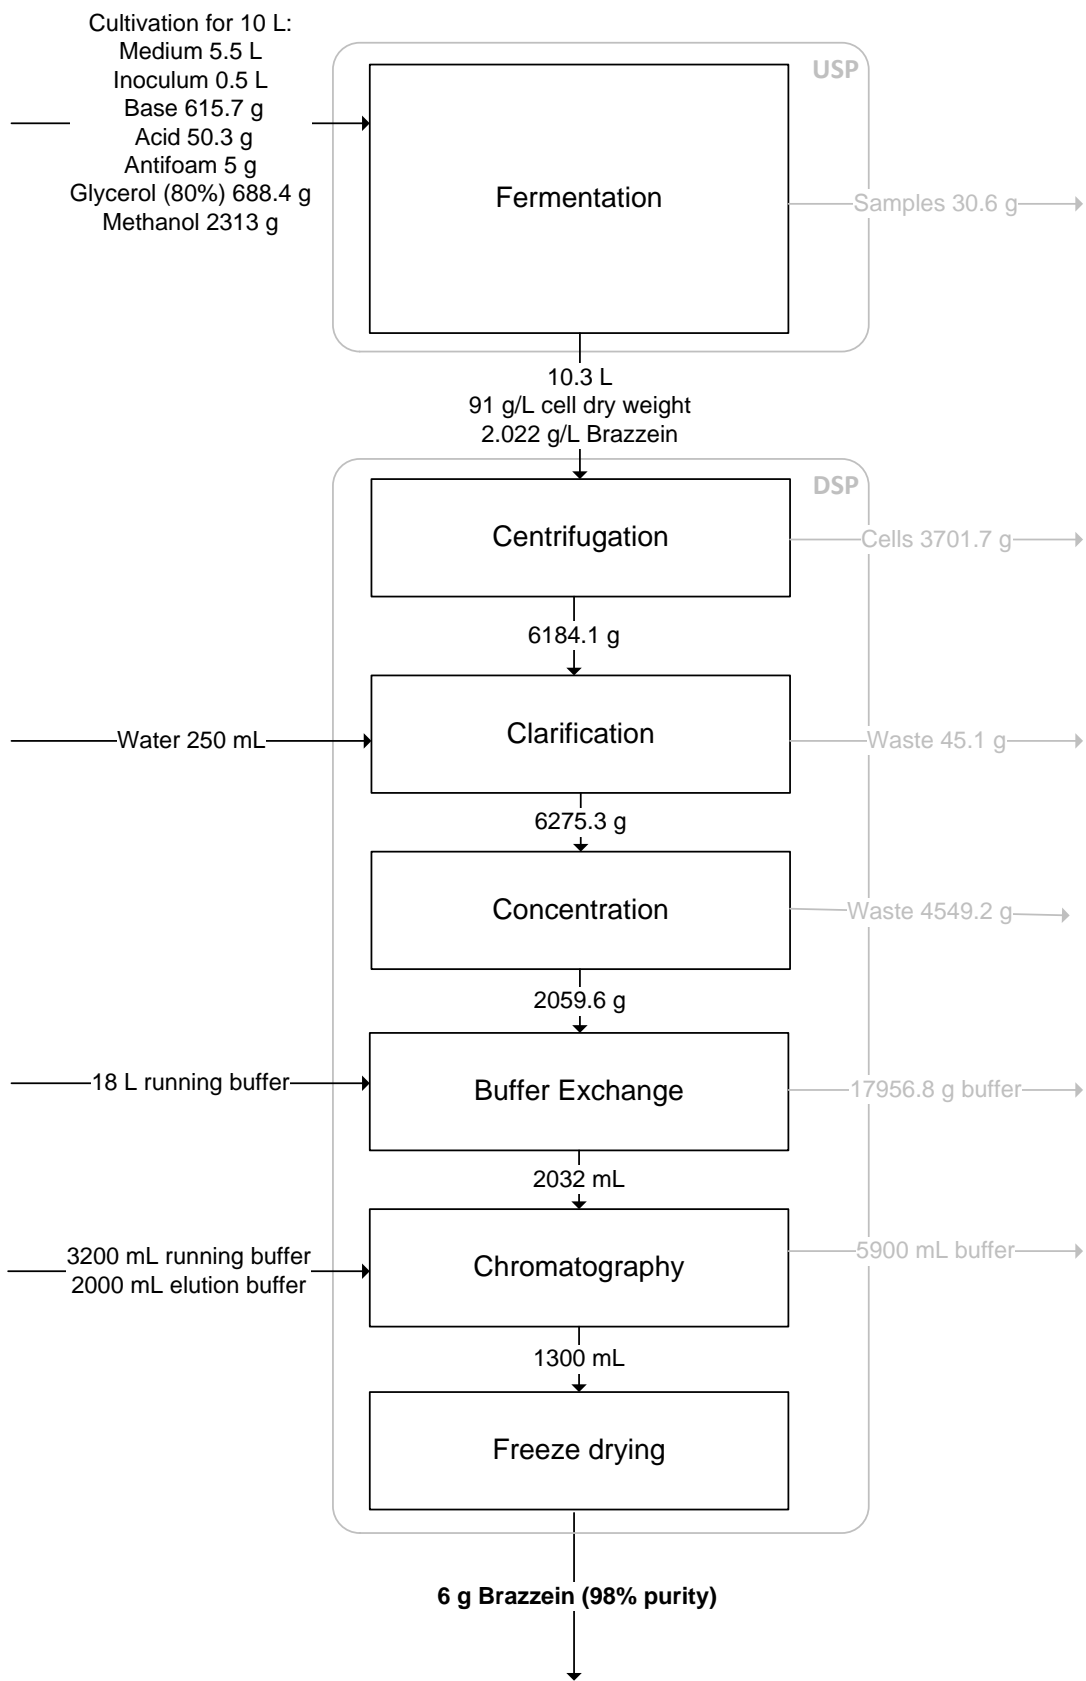 Cultivation for 10 L:
Medium 5.5 L
Inoculum 0.5 L
Base 615.7 g
Acid 50.3 g
Antifoam 5 g
Glycerol (80%) 688.4 g
Methanol 2313 g
USP
Fermentation
Samples 30.6 g
10.3 L
91 g/L cell dry weight
2.022 g/L Brazzein
DSP
Centrifugation
Cells 3701.7 g
6184.1 g
Water 250 mL
Clarification
Waste 45.1 g
6275.3 g
Concentration
Waste 4549.2 g
2059.6 g
18 L running buffer
Buffer Exchange
17956.8 g buffer
2032 mL
3200 mL running buffer
2000 mL elution buffer
Chromatography
5900 mL buffer
1300 mL
Freeze drying
6 g Brazzein (98% purity)